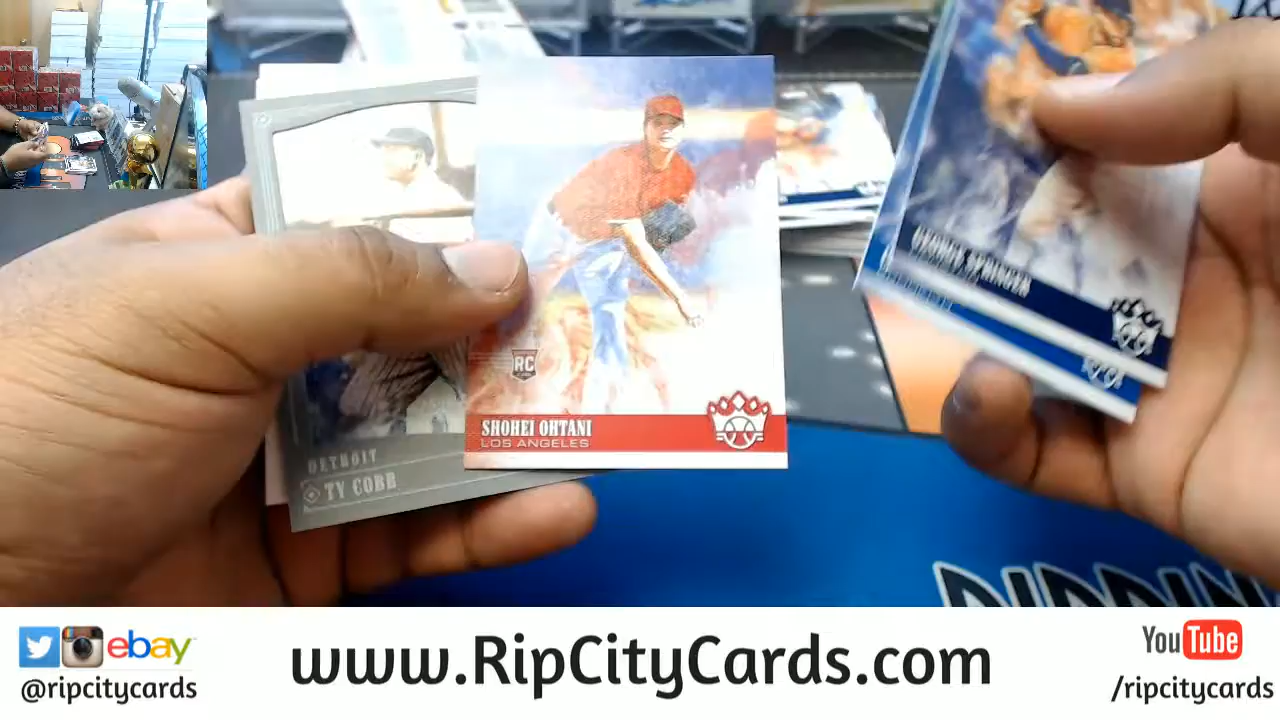 GEORGE SPRINGER
RC
SHOHEI OHTANI
LOS ANGELES
DETROIT
TY COBB
ebay
@ripcitycards
www.RipCityCards.com
YouTube
/ripcitycards